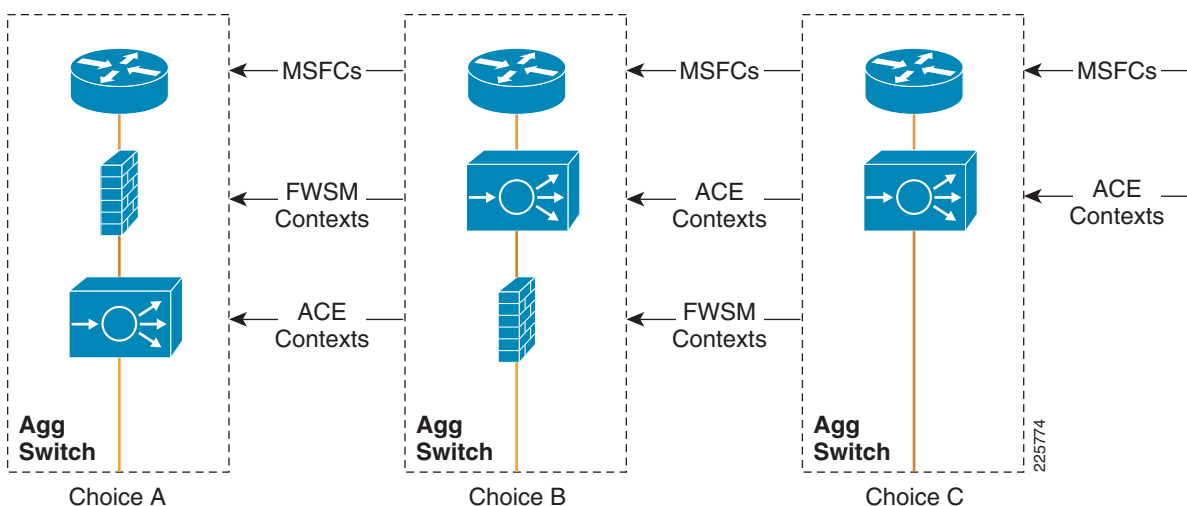 MSFCs
FWSM
Contexts
ACE
Contexts
Agg
Switch
Choice A
MSFCs
ACE
Contexts
FWSM
Contexts
Agg
Switch
Choice B
MSFCs
ACE
Contexts
Agg
Switch
225774
Choice C